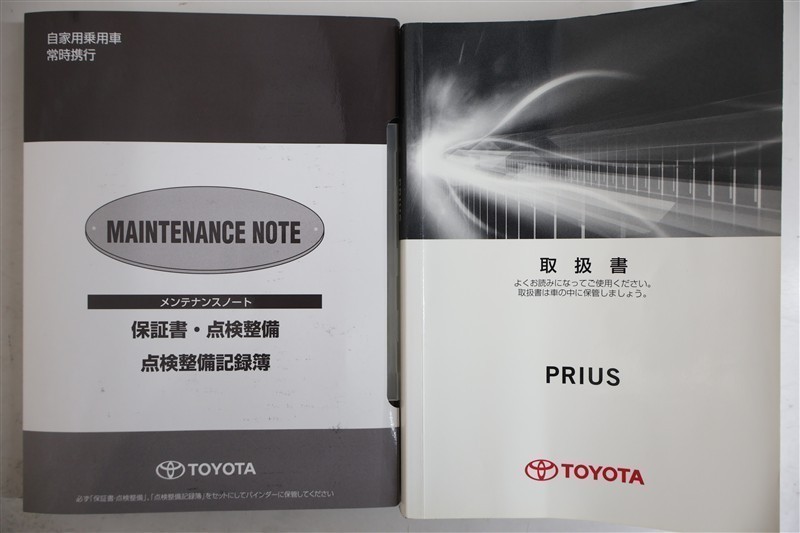 自家用乗用車
常時携行
MAINTENANCE NOTE
メンテナンスノート
保証書・点検整備
点検整備記録簿
TOYOTA
必ず「保証書・点検整備」、「点検整備記録簿」をセットにしてバインダーに保管してください
PRIUS
取扱書
よくお読みになってご使用ください。
取扱書は車の中に保管しましょう。
PRIUS
TOYOTA